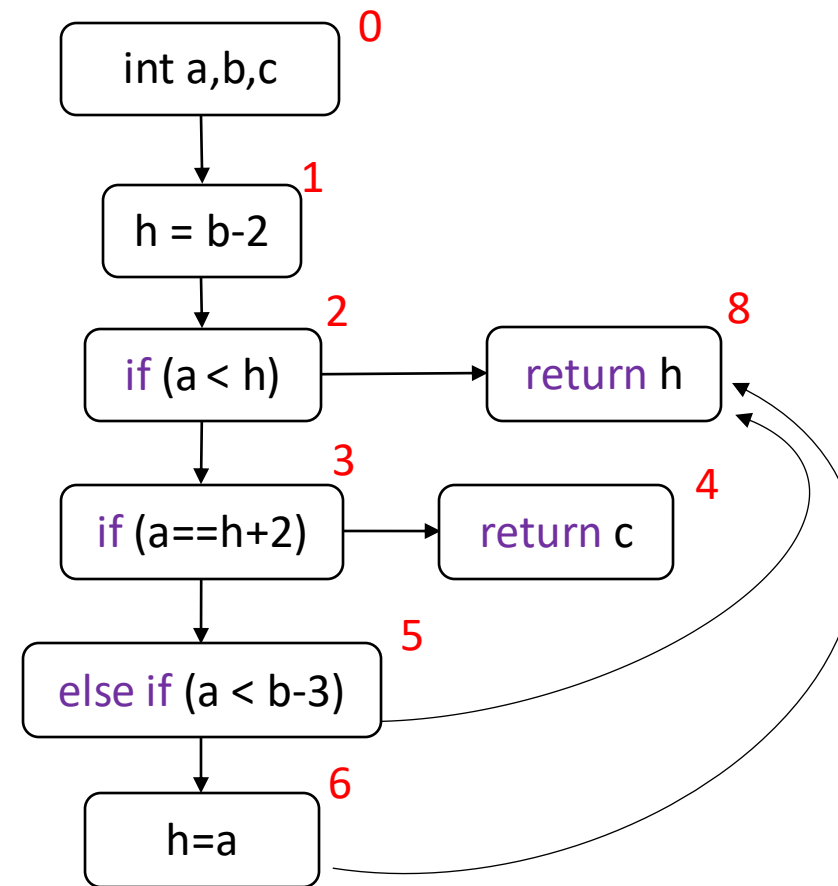 0
int a,b,c
1
h = b-2
2
if (a < h)
8
return h
3
if (a==h+2)
4
return c
5
else if (a < b-3)
6
h=a